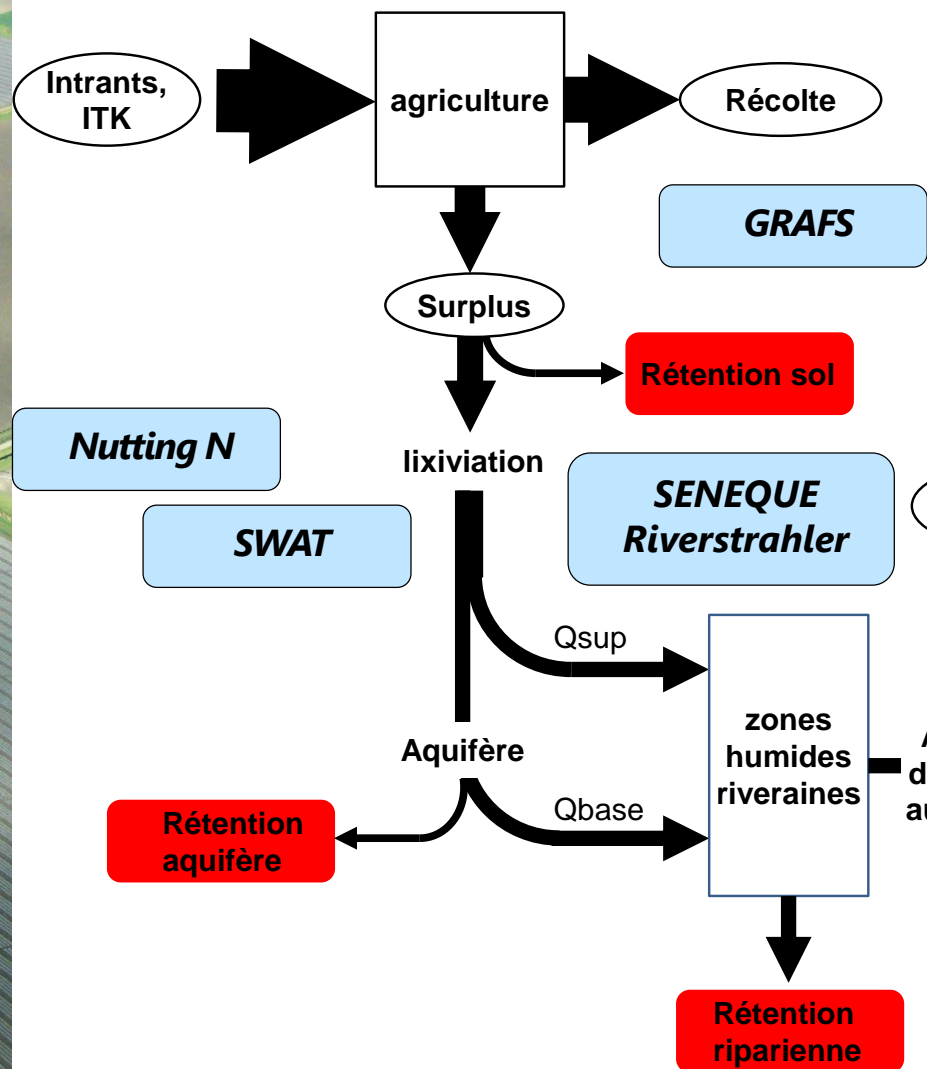 Intrants,
ITK
agriculture
Récolte
GRAFS
Surplus
Rétention sol
Nutting N
lixiviation
SENEQUE
Riverstrahler
SWAT
Qsup
zones
humides
riveraines
Aquifère
Qbase
Rétention
aquifère
Rétention
riparienne